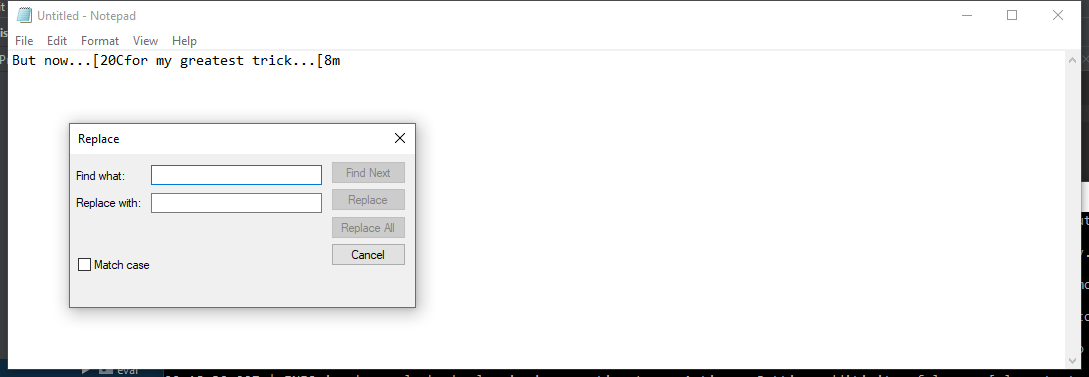 Untitled - Notepad
File Edit Format View Help
But now...[20Cfor my greatest trick...[8m
Replace
Find what:
Find Next
Replace with:
Replace
Replace All
Cancel
Match case
eval